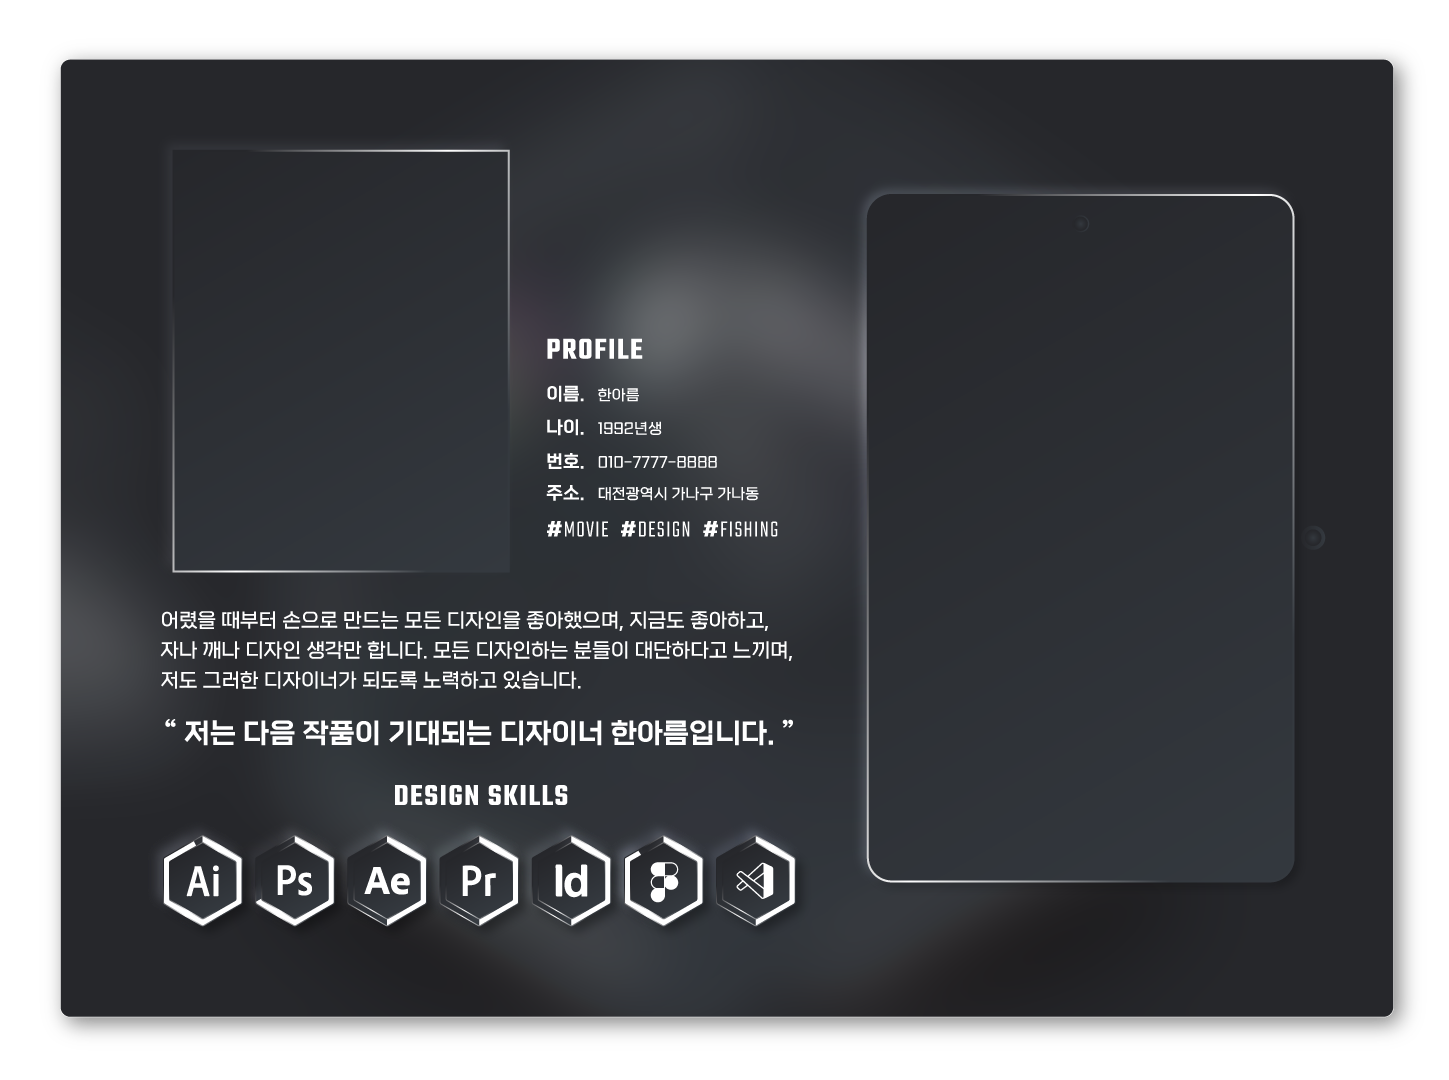 PROFILE
이름. 한아름
나이. 1992년생
번호. 010-7777-8888
주소. 대전광역시 가나구 가나동
#MOVIE #DESIGN #FISHING
어렸을 때부터 손으로 만드는 모든 디자인을 좋아했으며, 지금도 좋아하고,
자나 깨나 디자인 생각만 합니다. 모든 디자인하는 분들이 대단하다고 느끼며,
저도 그러한 디자이너가 되도록 노력하고 있습니다.
“ 저는 다음 작품이 기대되는 디자이너 한아름입니다. ”
DESIGN SKILLS
Ai Ps Ae Pr Id